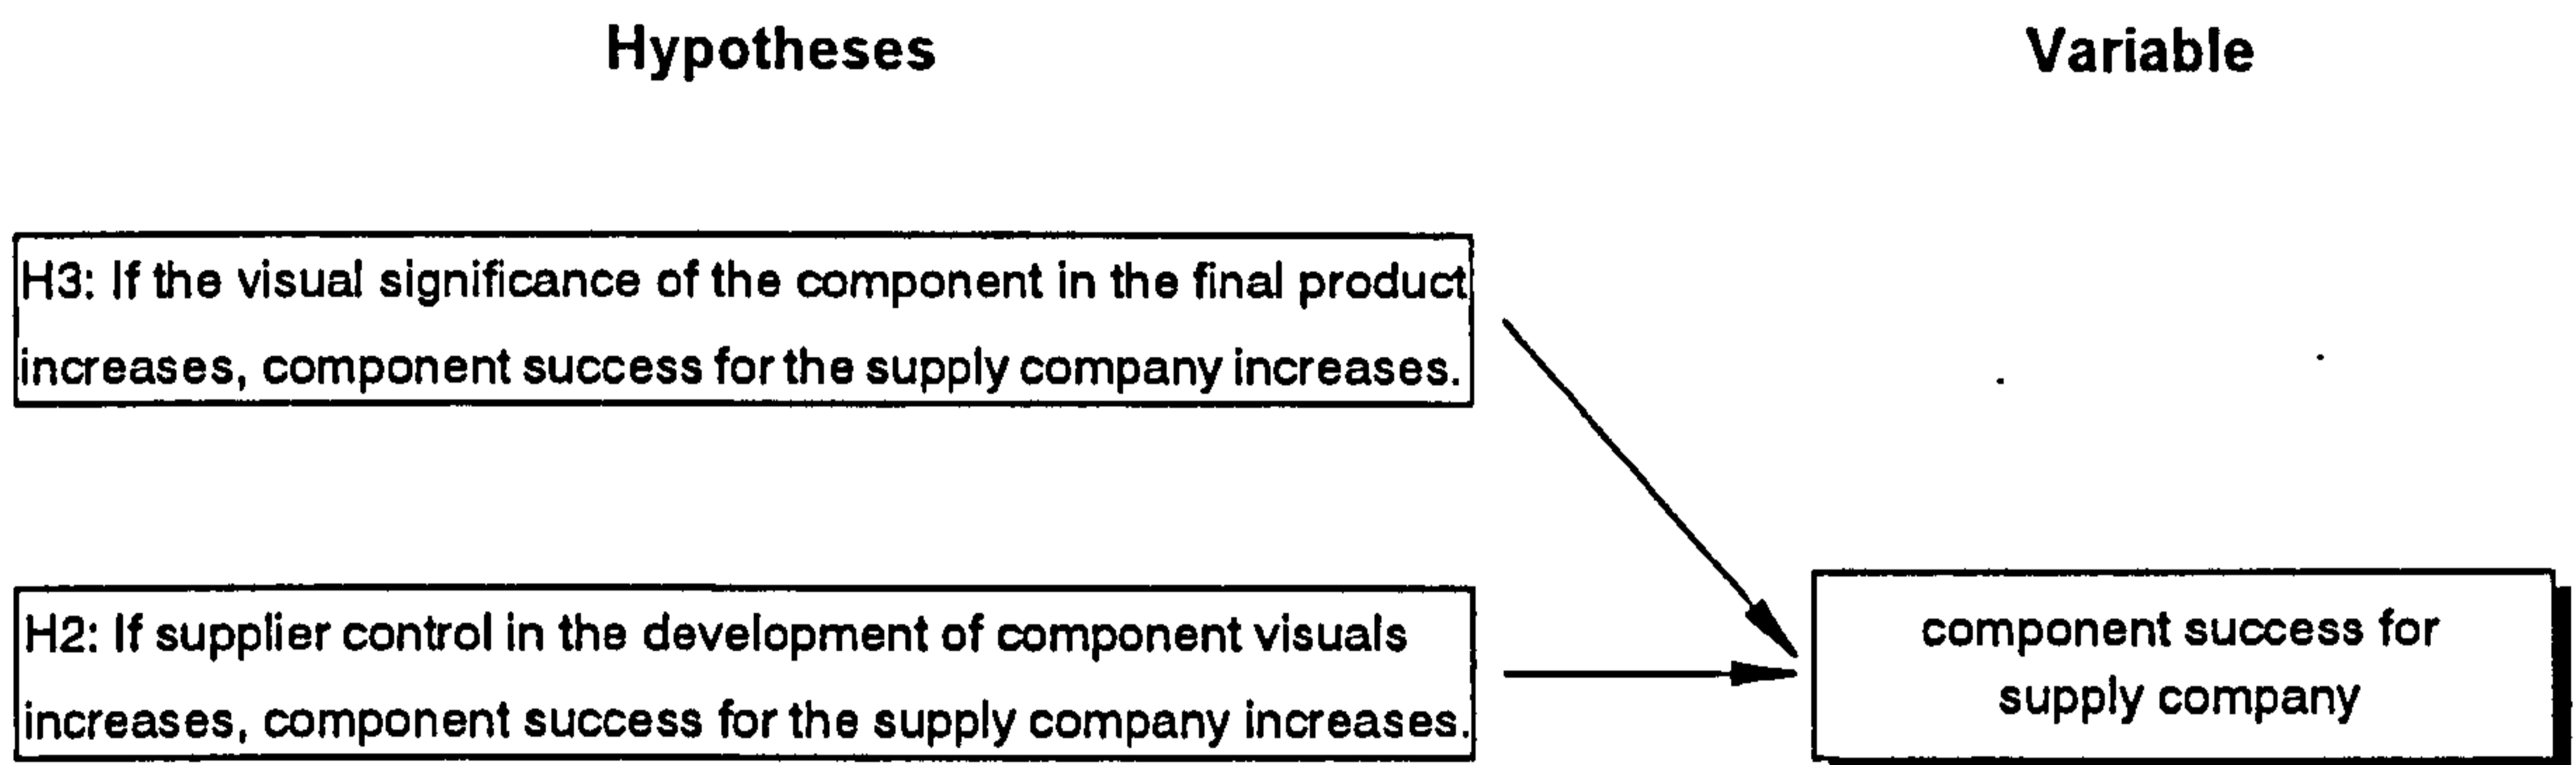 Hypotheses
Variable
H3: If the visual significance of the component in the final product
increases, component success for the supply company increases.
H2: If supplier control in the development of component visuals
increases, component success for the supply company increases.
component success for
supply company